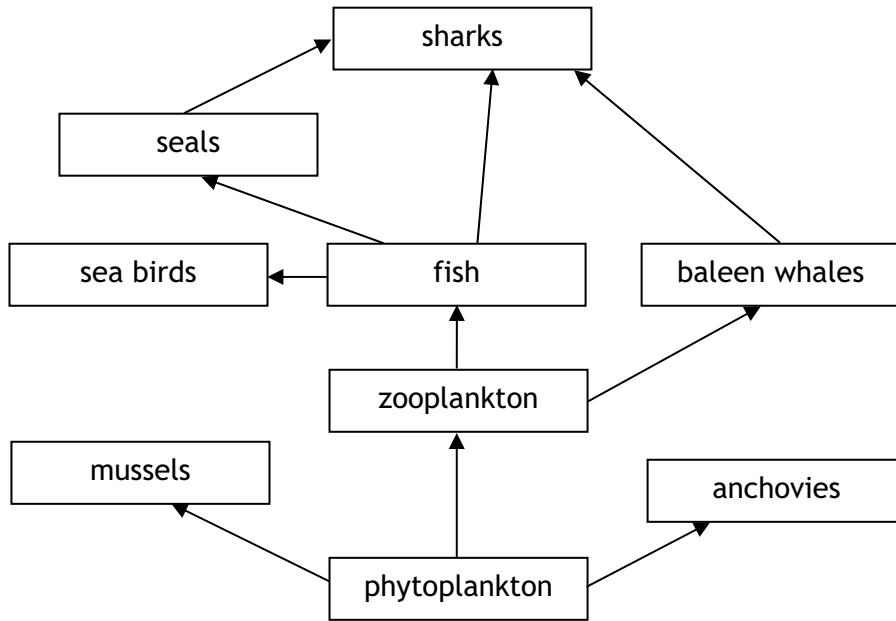 sharks
seals
sea birds
fish
baleen whales
zooplankton
mussels
anchovies
phytoplankton